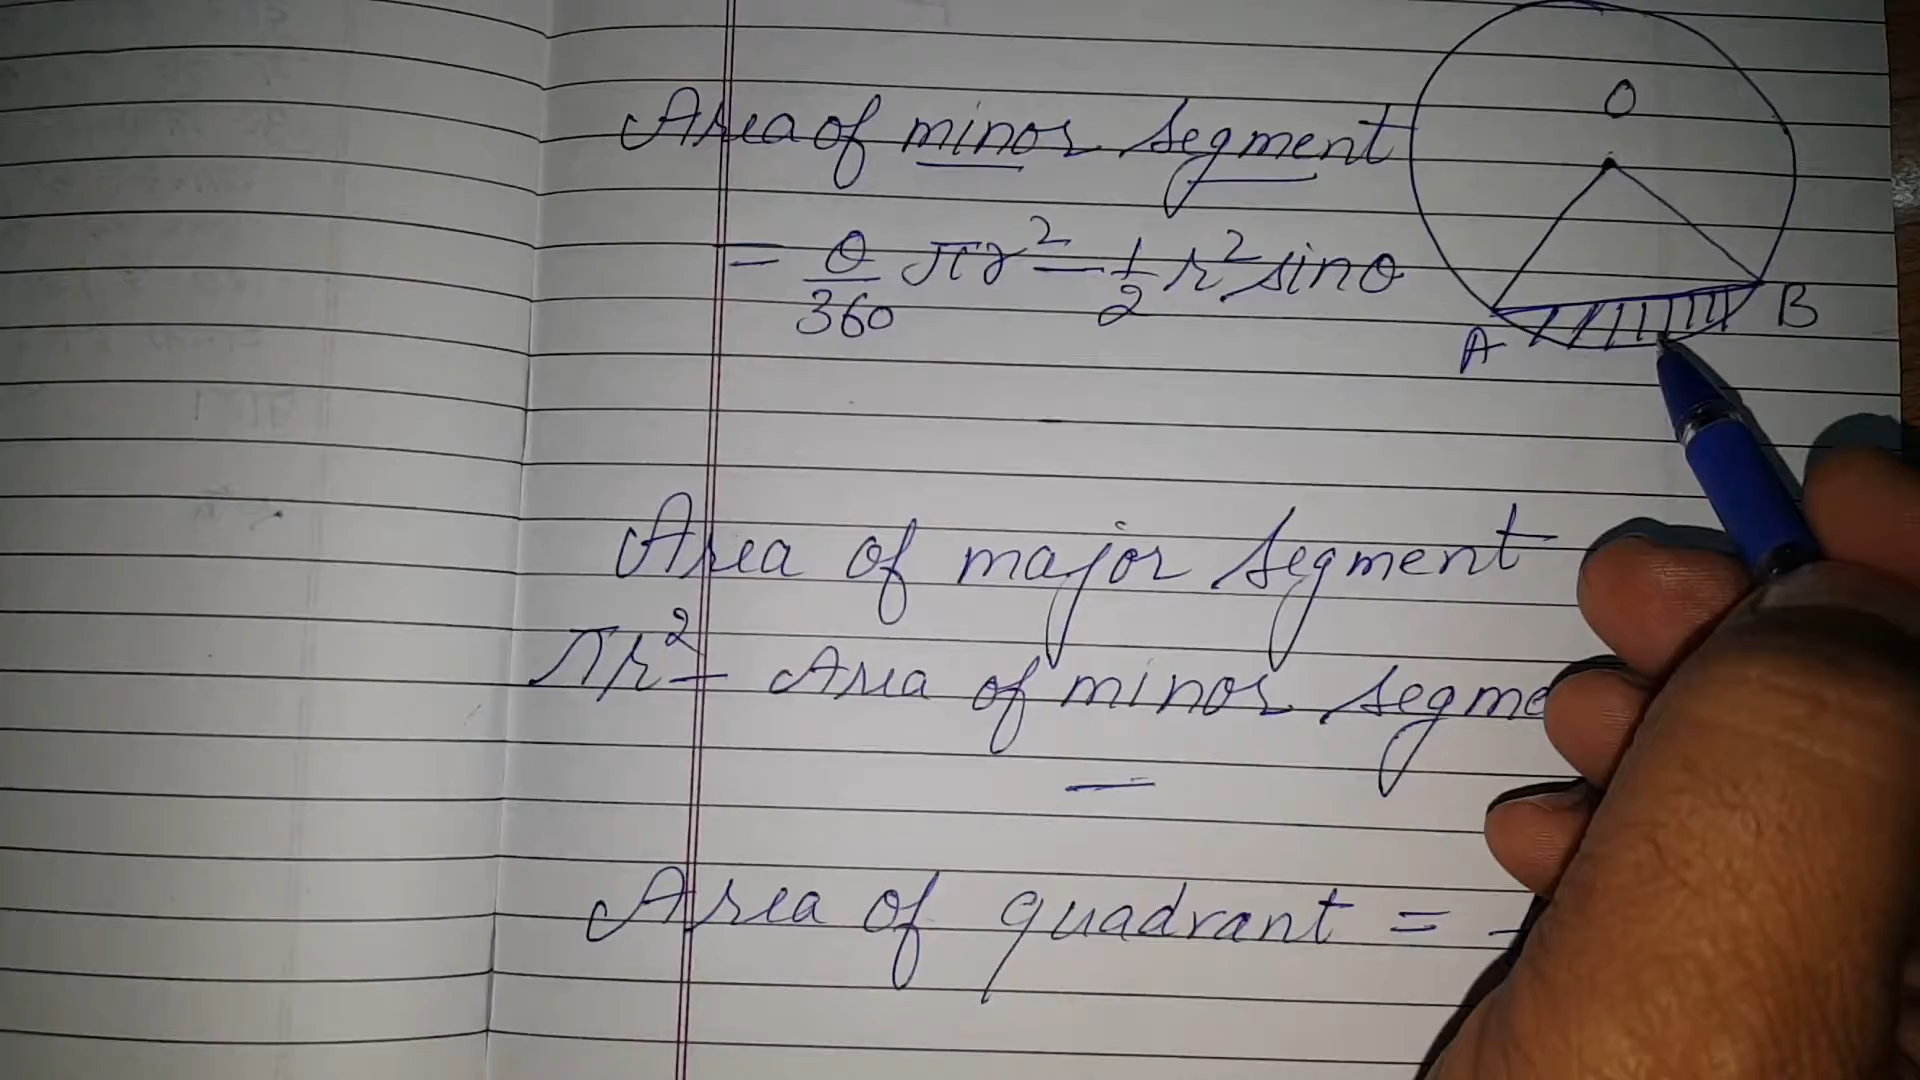 Area of minor segment
= θ/360 πr² - 1/2 r² sinθ
O
A
B
Area of major segment
πr² - Area of minor segme
Area of quadrant =